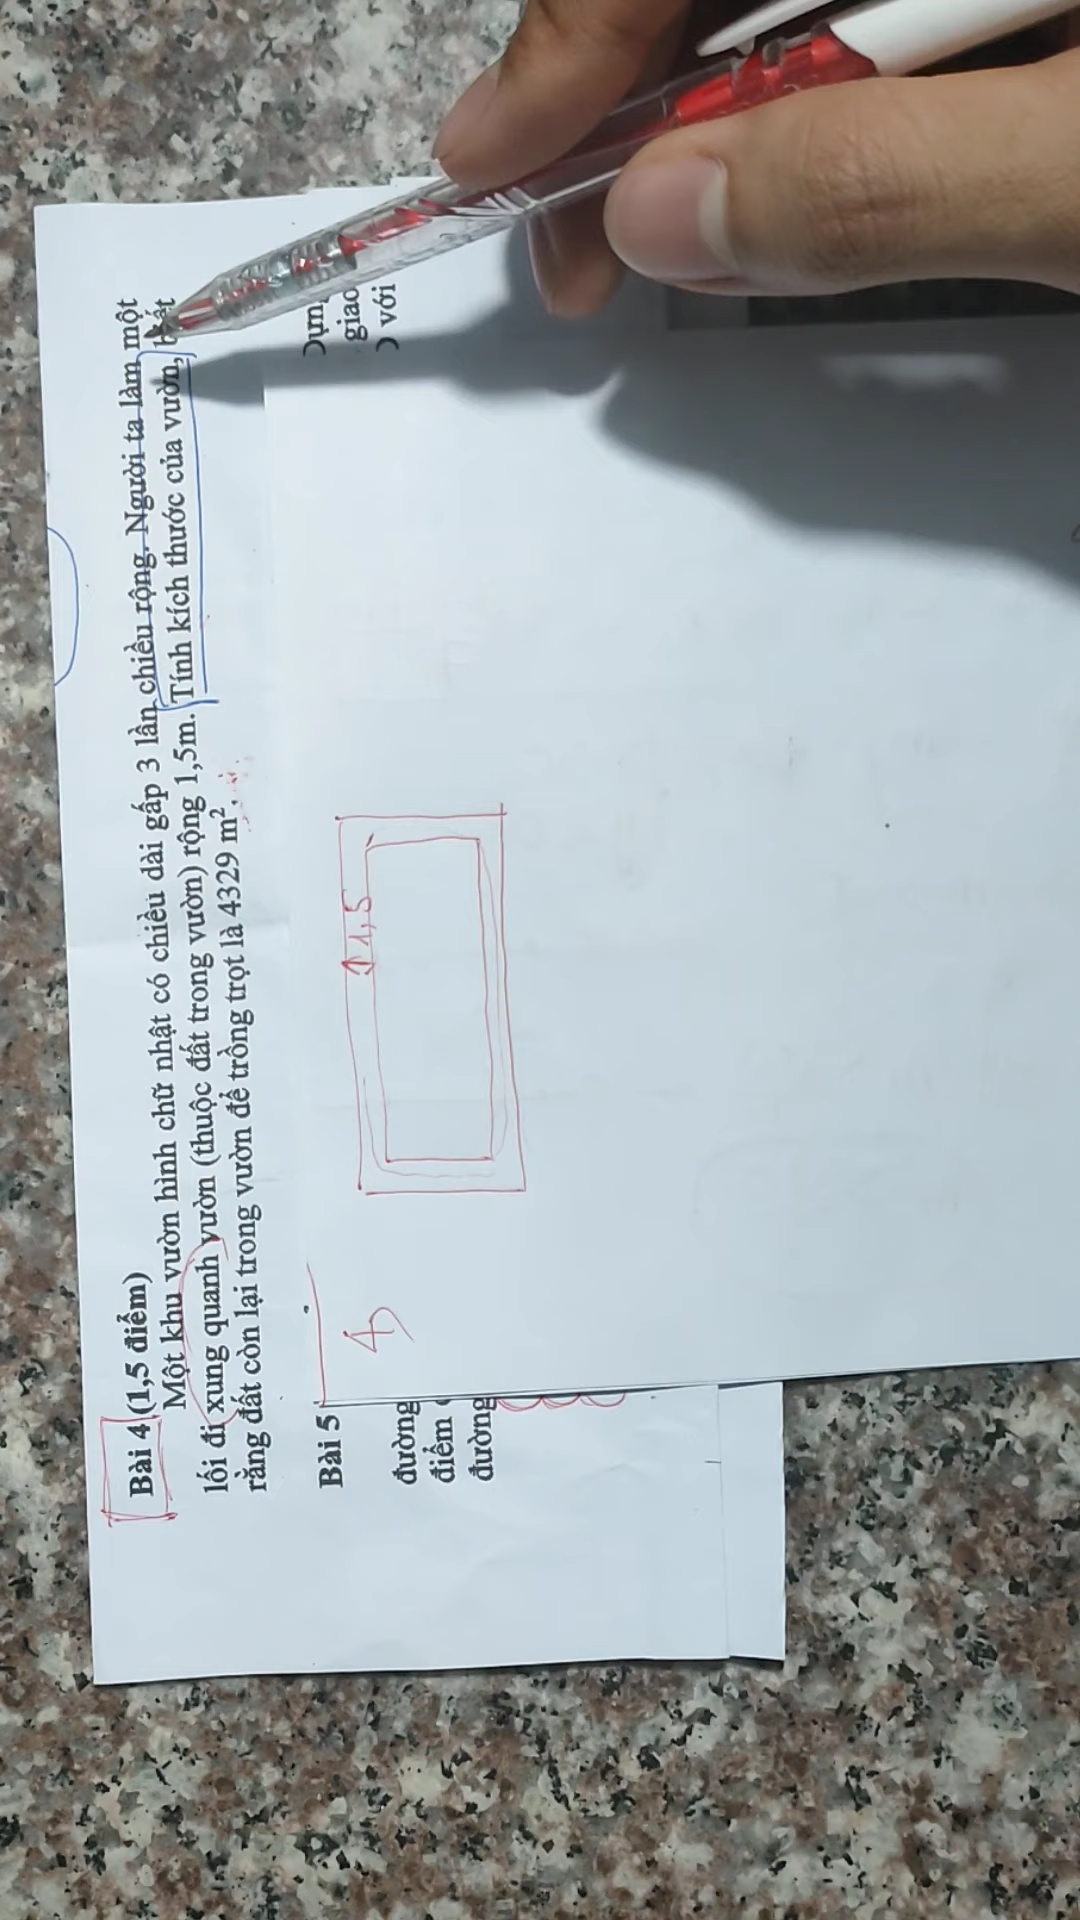 Bài 4 (1,5 điểm)
Một khu vườn hình chữ nhật có chiều dài gấp 3 lần chiều rộng. Người ta làm một
lối đi xung quanh vườn (thuộc đất trong vườn) rộng 1,5m. Tính kích thước của vườn, biết
rằng đất còn lại trong vườn để trồng trọt là 4329 m².
1,5
Bài 5
đường
điểm
đường
giao
với